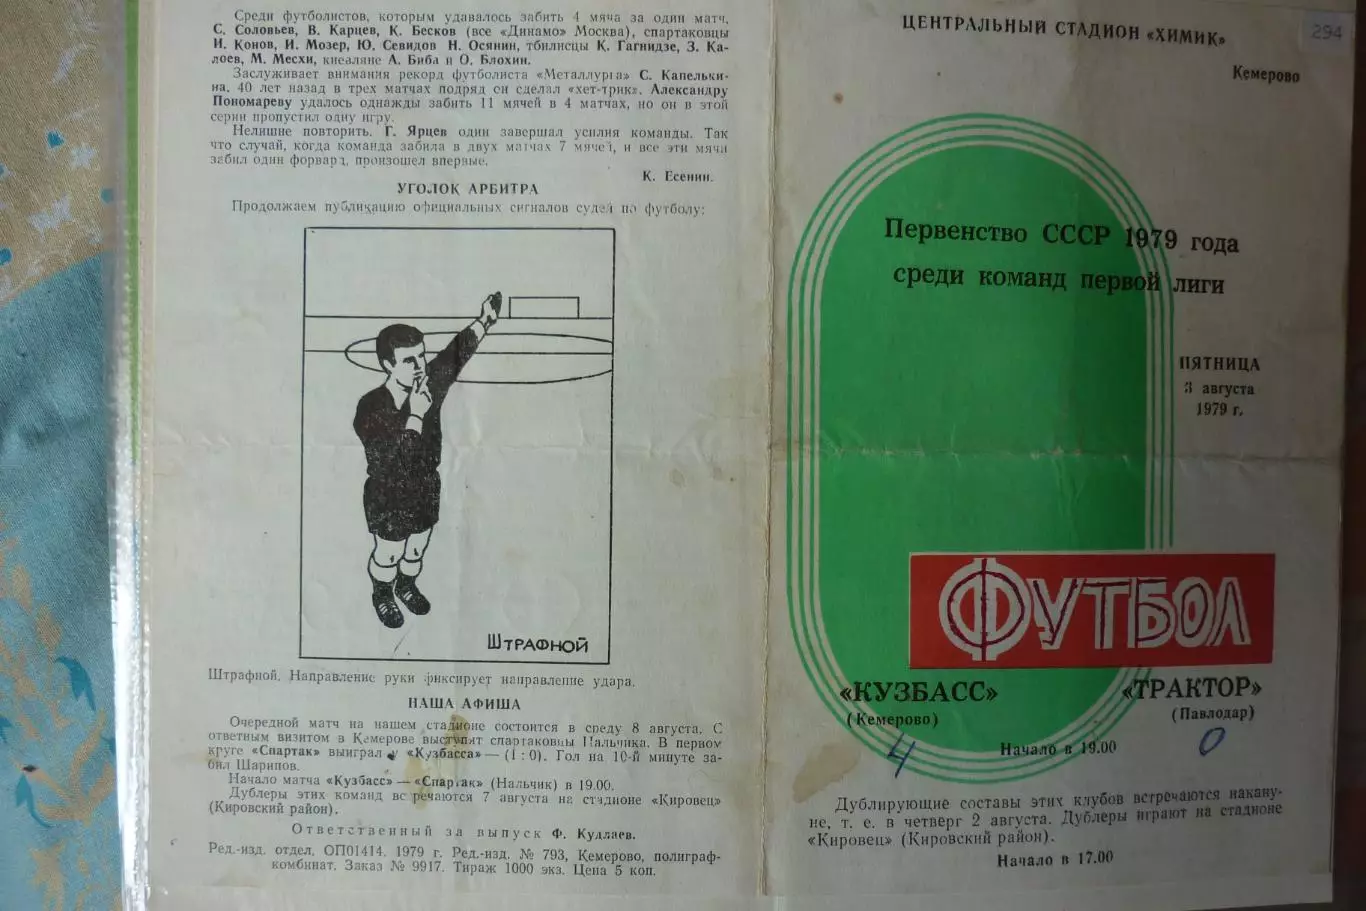 Среди футболистов, которым удавалось забить 4 мяча за один матч,
С. Соловьев, В. Карцев, К. Бесков (все «Динамо» Москва), спартаковцы
И. Конов, И. Мозер, Ю. Севидов Н. Осянин, тбилисцы К. Гагнидзе, З. Ка-
лоев, М. Месхи, киевляне А. Биба и О. Блохин.
Заслуживает внимания рекорд футболиста «Металлурга» С. Капельки-
на. 40 лет назад в трех матчах подряд он сделал «хет-трик». Александру
Пономареву удалось однажды забить 11 мячей в 4 матчах, но он в этой
серии пропустил одну игру.
Нелишне повторить. Г. Ярцев один завершал усилия команды. Так
что случай, когда команда забила в двух матчах 7 мячей, и все эти мячи
забил один форвард, произошел впервые.
К. Есенин.
УГОЛОК АРБИТРА
Продолжаем публикацию официальных сигналов судей по футболу:
ШТРАФНОЙ
Штрафной. Направление руки фиксирует направление удара.
НАША АФИША
Очередной матч на нашем стадионе состоится в среду 8 августа. С
ответным визитом в Кемерове выступят спартаковцы Нальчика. В первом
круге «Спартак» выиграл у «Кузбасса» — (1:0). Гол на 10-й минуте за-
бил Шарипов.
Начало матча «Кузбасс» — «Спартак» (Нальчик) в 19.00.
Дублеры этих команд встречаются 7 августа на стадионе «Кировец»
(Кировский район).
Ответственный за выпуск Ф. Кудлаев.
Ред.-изд. отдел, ОП01414. 1979 г. Ред.-изд. № 793, Кемерово, полиграф-
комбинат. Заказ № 9917. Тираж 1000 экз. Цена 5 коп.
294
ЦЕНТРАЛЬНЫЙ СТАДИОН «ХИМИК»
Кемерово
Первенство СССР 1979 года
среди команд первой лиги
ПЯТНИЦА
3 августа
1979 г.
ФУТБОЛ
«КУЗБАСС» «ТРАКТОР»
(Кемерово) (Павлодар)
4 Начало в 19.00 0
Дублирующие составы этих клубов встречаются накану-
не, т. е. в четверг 2 августа. Дублеры играют на стадионе
«Кировец» (Кировский район).
Начало в 17.00